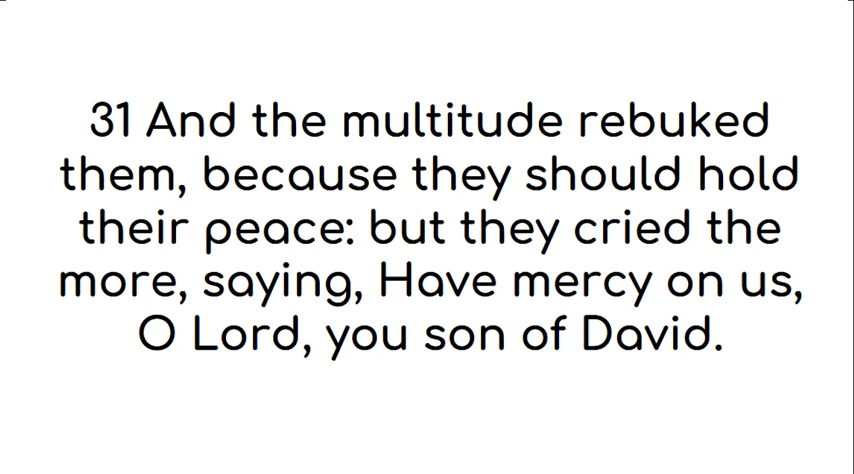 31 And the multitude rebuked
them, because they should hold
their peace: but they cried the
more, saying, Have mercy on us,
O Lord, you son of David.